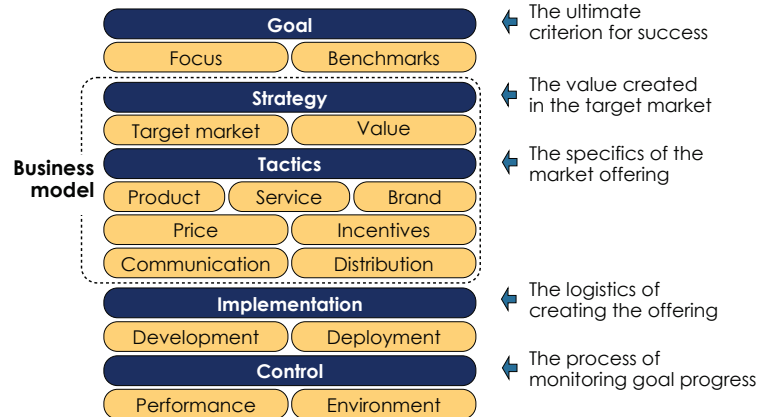 Goal
The ultimate
criterion for success
Focus
Benchmarks
Strategy
The value created
in the target market
Target market
Value
Business
model
Tactics
The specifics of the
market offering
Product
Service
Brand
Price
Incentives
Communication
Distribution
Implementation
The logistics of
creating the offering
Development
Deployment
Control
The process of
monitoring goal progress
Performance
Environment